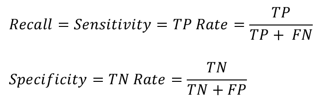 Recall = Sensitivity = TP Rate = TP / TP + FN
Specificity = TN Rate = TN / TN + FP